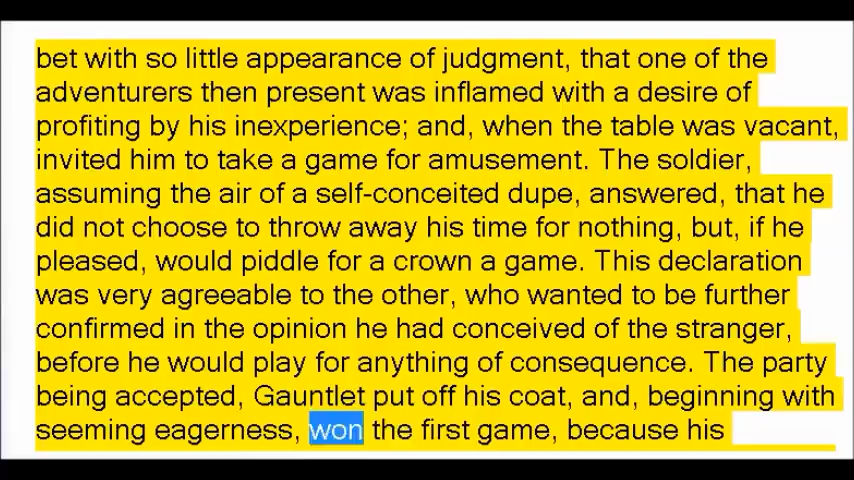 bet with so little appearance of judgment, that one of the
adventurers then present was inflamed with a desire of
profiting by his inexperience; and, when the table was vacant,
invited him to take a game for amusement. The soldier,
assuming the air of a self-conceited dupe, answered, that he
did not choose to throw away his time for nothing, but, if he
pleased, would piddle for a crown a game. This declaration
was very agreeable to the other, who wanted to be further
confirmed in the opinion he had conceived of the stranger,
before he would play for anything of consequence. The party
being accepted, Gauntlet put off his coat, and, beginning with
seeming eagerness, won the first game, because his